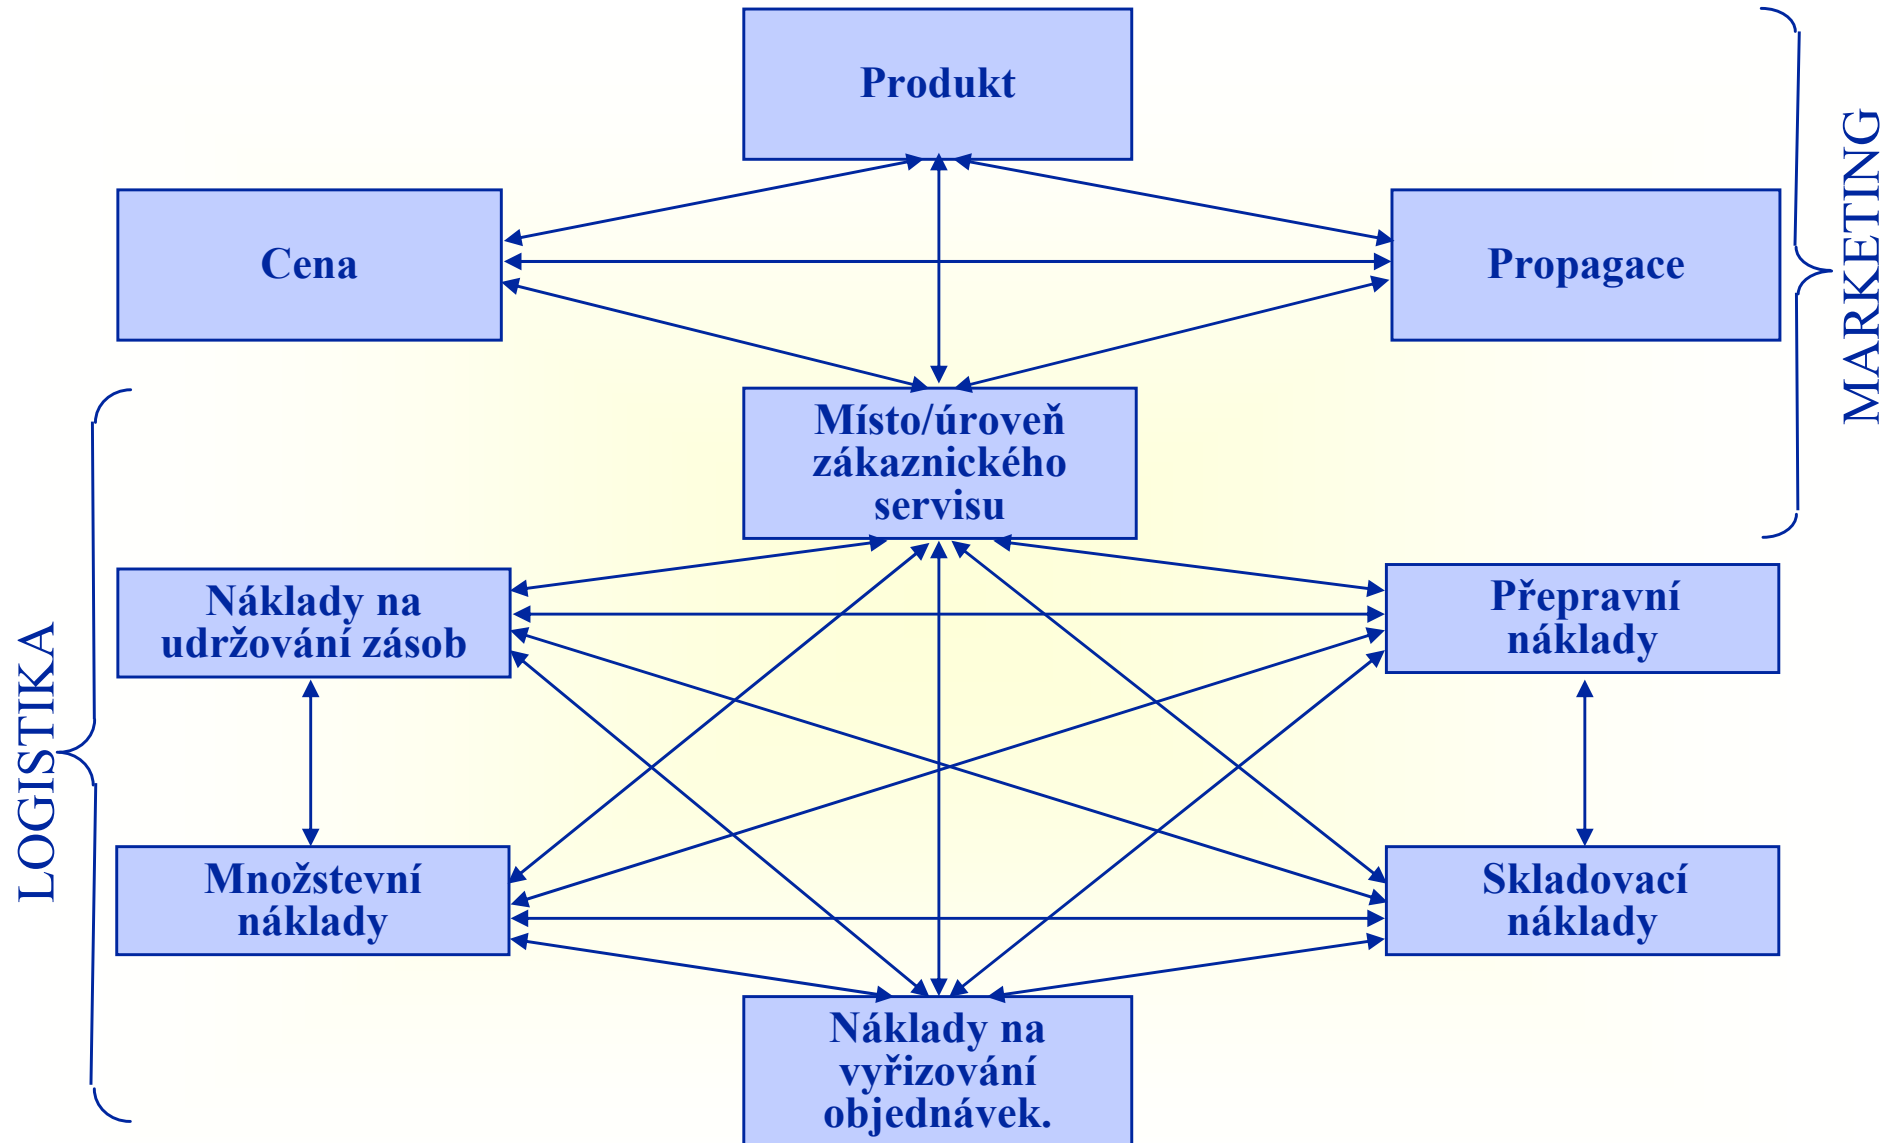 Produkt
Cena
Propagace
MARKETING
Místo/úroveň
zákaznického
servisu
LOGISTIKA
Náklady na
udržování zásob
Přepravní
náklady
Množstevní
náklady
Skladovací
náklady
Náklady na
vyřizování
objednávek.